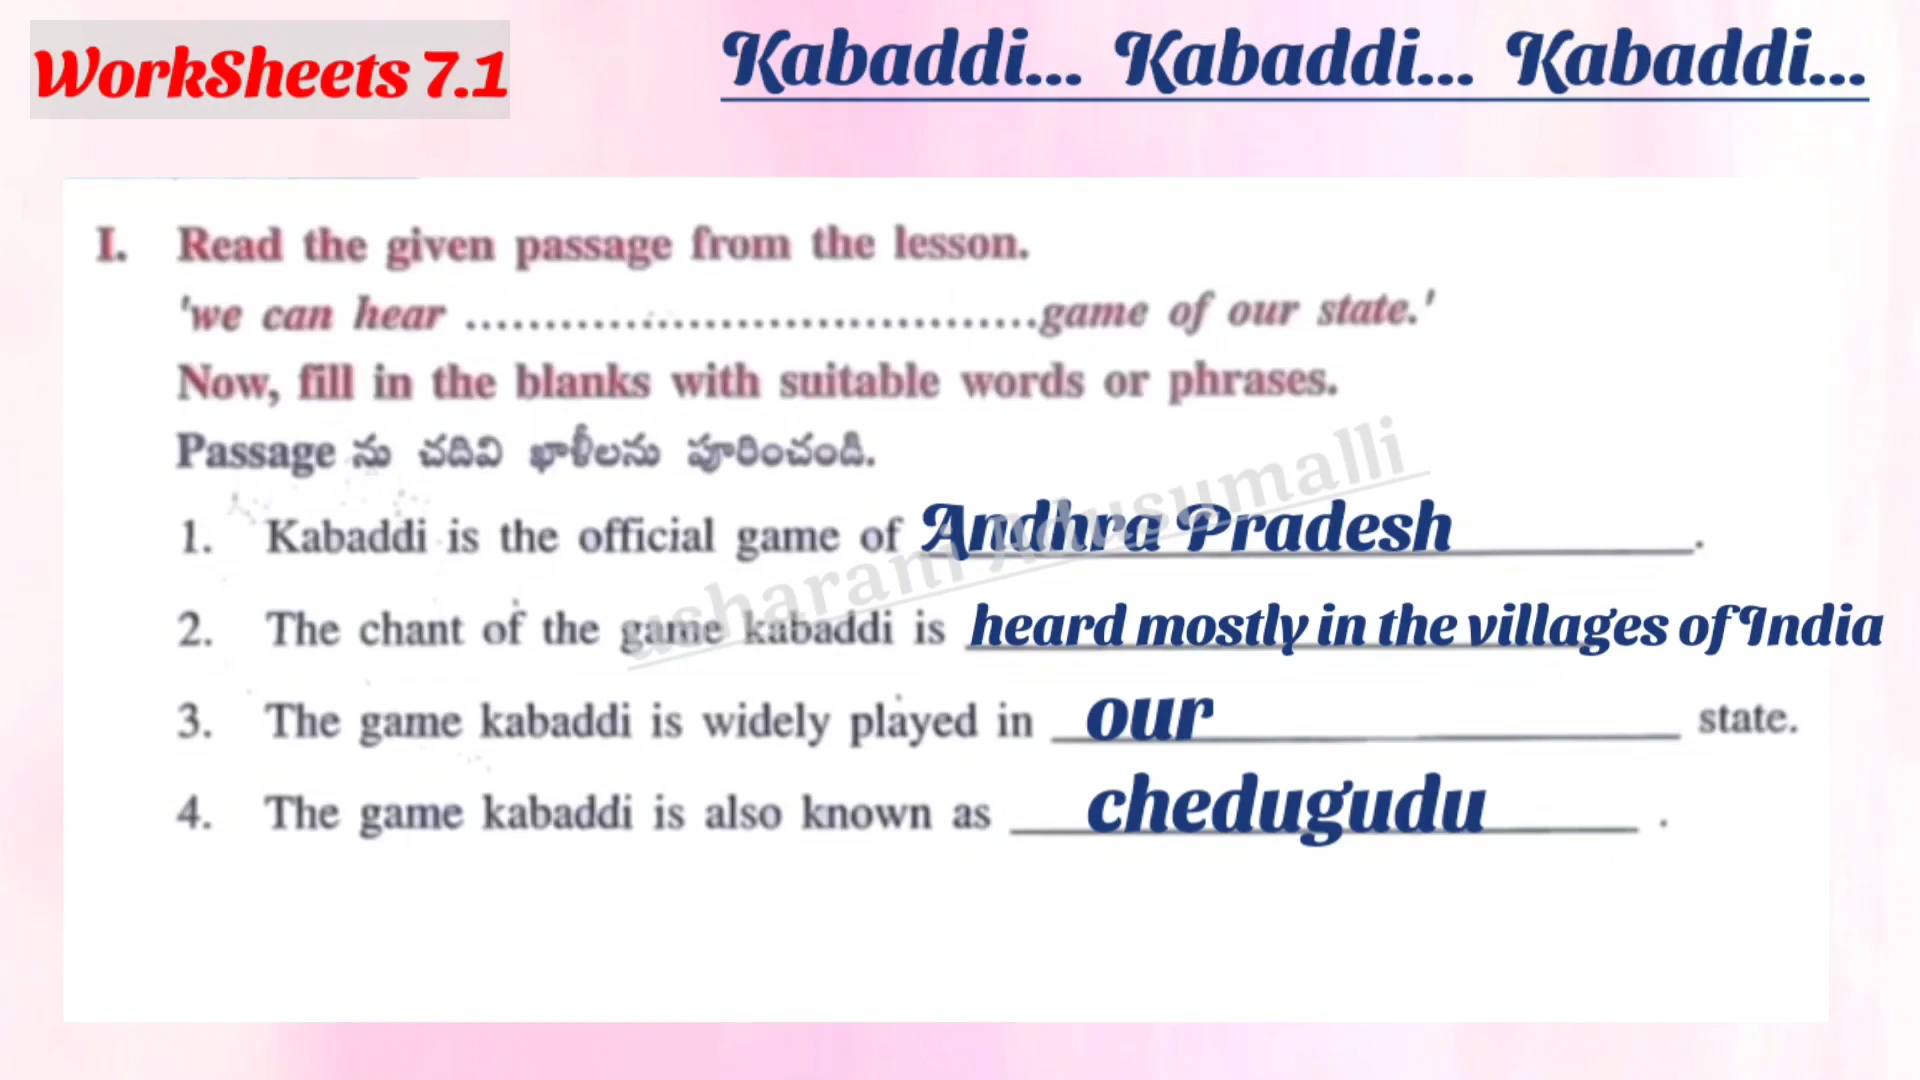 WorkSheets 7.1
Kabaddi... Kabaddi... Kabaddi...
I. Read the given passage from the lesson.
'we can hear ....................................game of our state.'
Now, fill in the blanks with suitable words or phrases.
Passage ను చదివి ఖాళీలను పూరించండి.
1. Kabaddi is the official game of Andhra Pradesh.
2. The chant of the game kabaddi is heard mostly in the villages of India
3. The game kabaddi is widely played in our state.
4. The game kabaddi is also known as chedugudu.
usharani Adusumalli